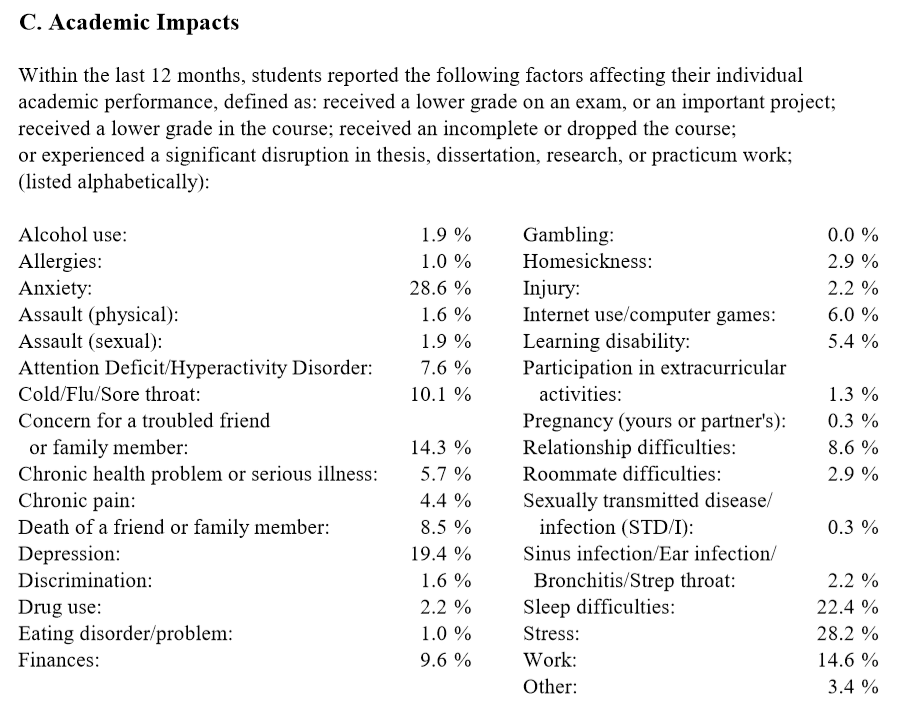 C. Academic Impacts
Within the last 12 months, students reported the following factors affecting their individual
academic performance, defined as: received a lower grade on an exam, or an important project;
received a lower grade in the course; received an incomplete or dropped the course;
or experienced a significant disruption in thesis, dissertation, research, or practicum work;
(listed alphabetically):
Alcohol use: 1.9 %
Allergies: 1.0 %
Anxiety: 28.6 %
Assault (physical): 1.6 %
Assault (sexual): 1.9 %
Attention Deficit/Hyperactivity Disorder: 7.6 %
Cold/Flu/Sore throat: 10.1 %
Concern for a troubled friend
or family member: 14.3 %
Chronic health problem or serious illness: 5.7 %
Chronic pain: 4.4 %
Death of a friend or family member: 8.5 %
Depression: 19.4 %
Discrimination: 1.6 %
Drug use: 2.2 %
Eating disorder/problem: 1.0 %
Finances: 9.6 %
Gambling: 0.0 %
Homesickness: 2.9 %
Injury: 2.2 %
Internet use/computer games: 6.0 %
Learning disability: 5.4 %
Participation in extracurricular
activities: 1.3 %
Pregnancy (yours or partner's): 0.3 %
Relationship difficulties: 8.6 %
Roommate difficulties: 2.9 %
Sexually transmitted disease/
infection (STD/I): 0.3 %
Sinus infection/Ear infection/
Bronchitis/Strep throat: 2.2 %
Sleep difficulties: 22.4 %
Stress: 28.2 %
Work: 14.6 %
Other: 3.4 %